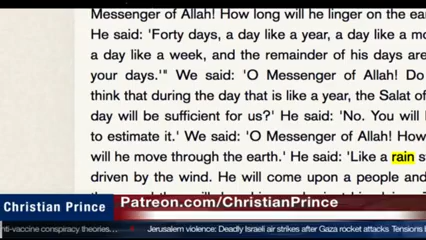 Messenger of Allah! How long will he linger on the ea
He said: 'Forty days, a day like a year, a day like a mo
a day like a week, and the remainder of his days are
your days.'" We said: 'O Messenger of Allah! Do
think that during the day that is like a year, the Salat of
day will be sufficient for us?' He said: 'No. You will
to estimate it.' We said: 'O Messenger of Allah! How
will he move through the earth.' He said: 'Like a rain s
driven by the wind. He will come upon a people and
Christian Prince
Patreon.com/ChristianPrince
nti-vaccine conspiracy theories...
Jerusalem violence: Deadly Israeli air strikes after Gaza rocket attacks Tensions